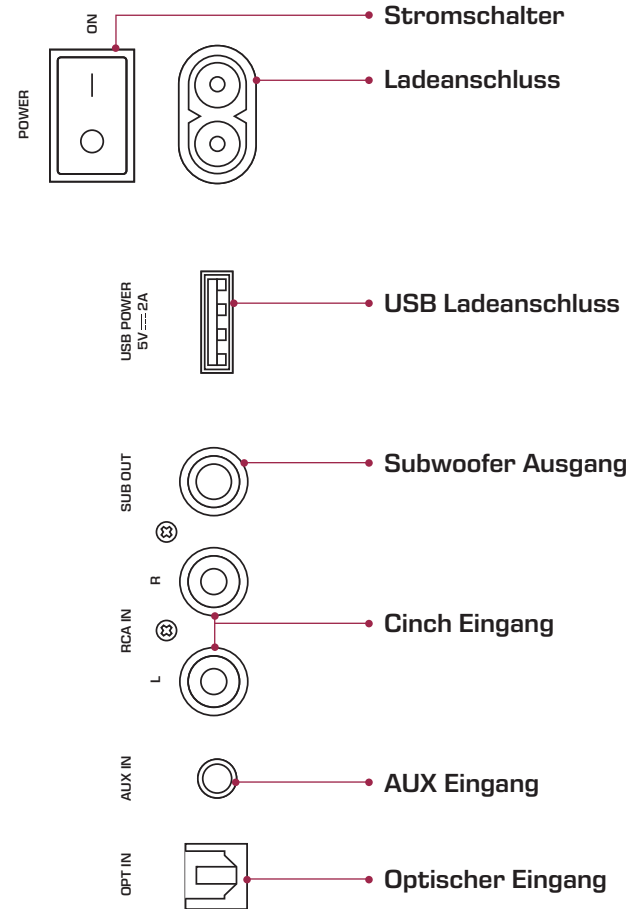 ON
Stromschalter
POWER
Ladeanschluss
USB POWER
5V⎓2A
USB Ladeanschluss
SUB OUT
Subwoofer Ausgang
R
RCA IN
Cinch Eingang
L
AUX IN
AUX Eingang
OPT IN
Optischer Eingang